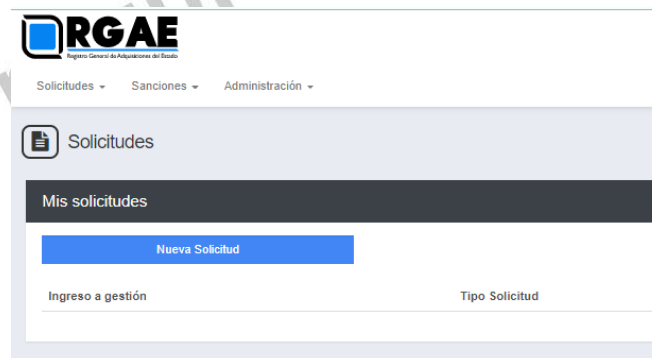 RGAE
Registro General de Adquisiciones del Estado
Solicitudes Sanciones Administración
Solicitudes
Mis solicitudes
Nueva Solicitud
Ingreso a gestión Tipo Solicitud